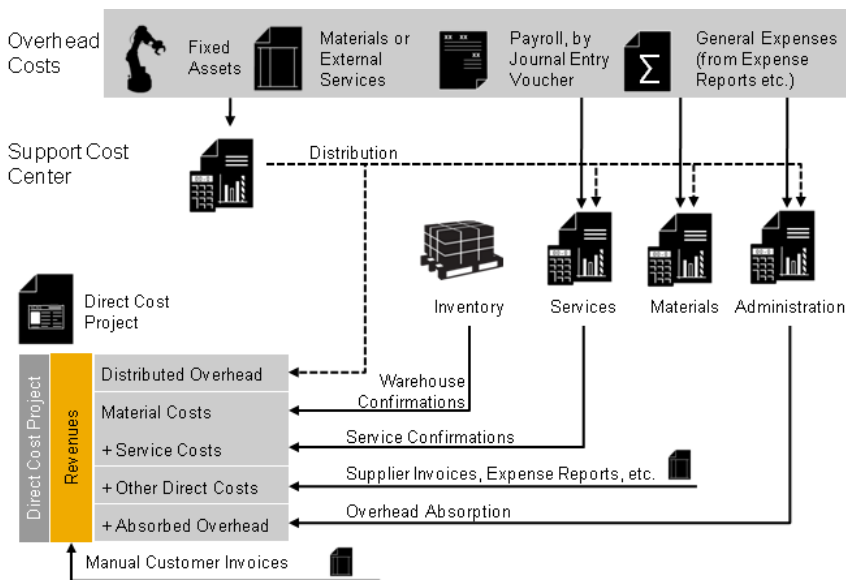 Overhead
Costs
Fixed
Assets
Materials or
External
Services
xx xx
xx
Payroll, by
Journal Entry
Voucher
Σ
General Expenses
(from Expense
Reports etc.)
Support Cost
Center
Distribution
Direct Cost
Project
Inventory
Services
Materials
Administration
Direct Cost Project
Revenues
Distributed Overhead
Material Costs
+ Service Costs
+ Other Direct Costs
+ Absorbed Overhead
Warehouse
Confirmations
Service Confirmations
Supplier Invoices, Expense Reports, etc.
Overhead Absorption
Manual Customer Invoices